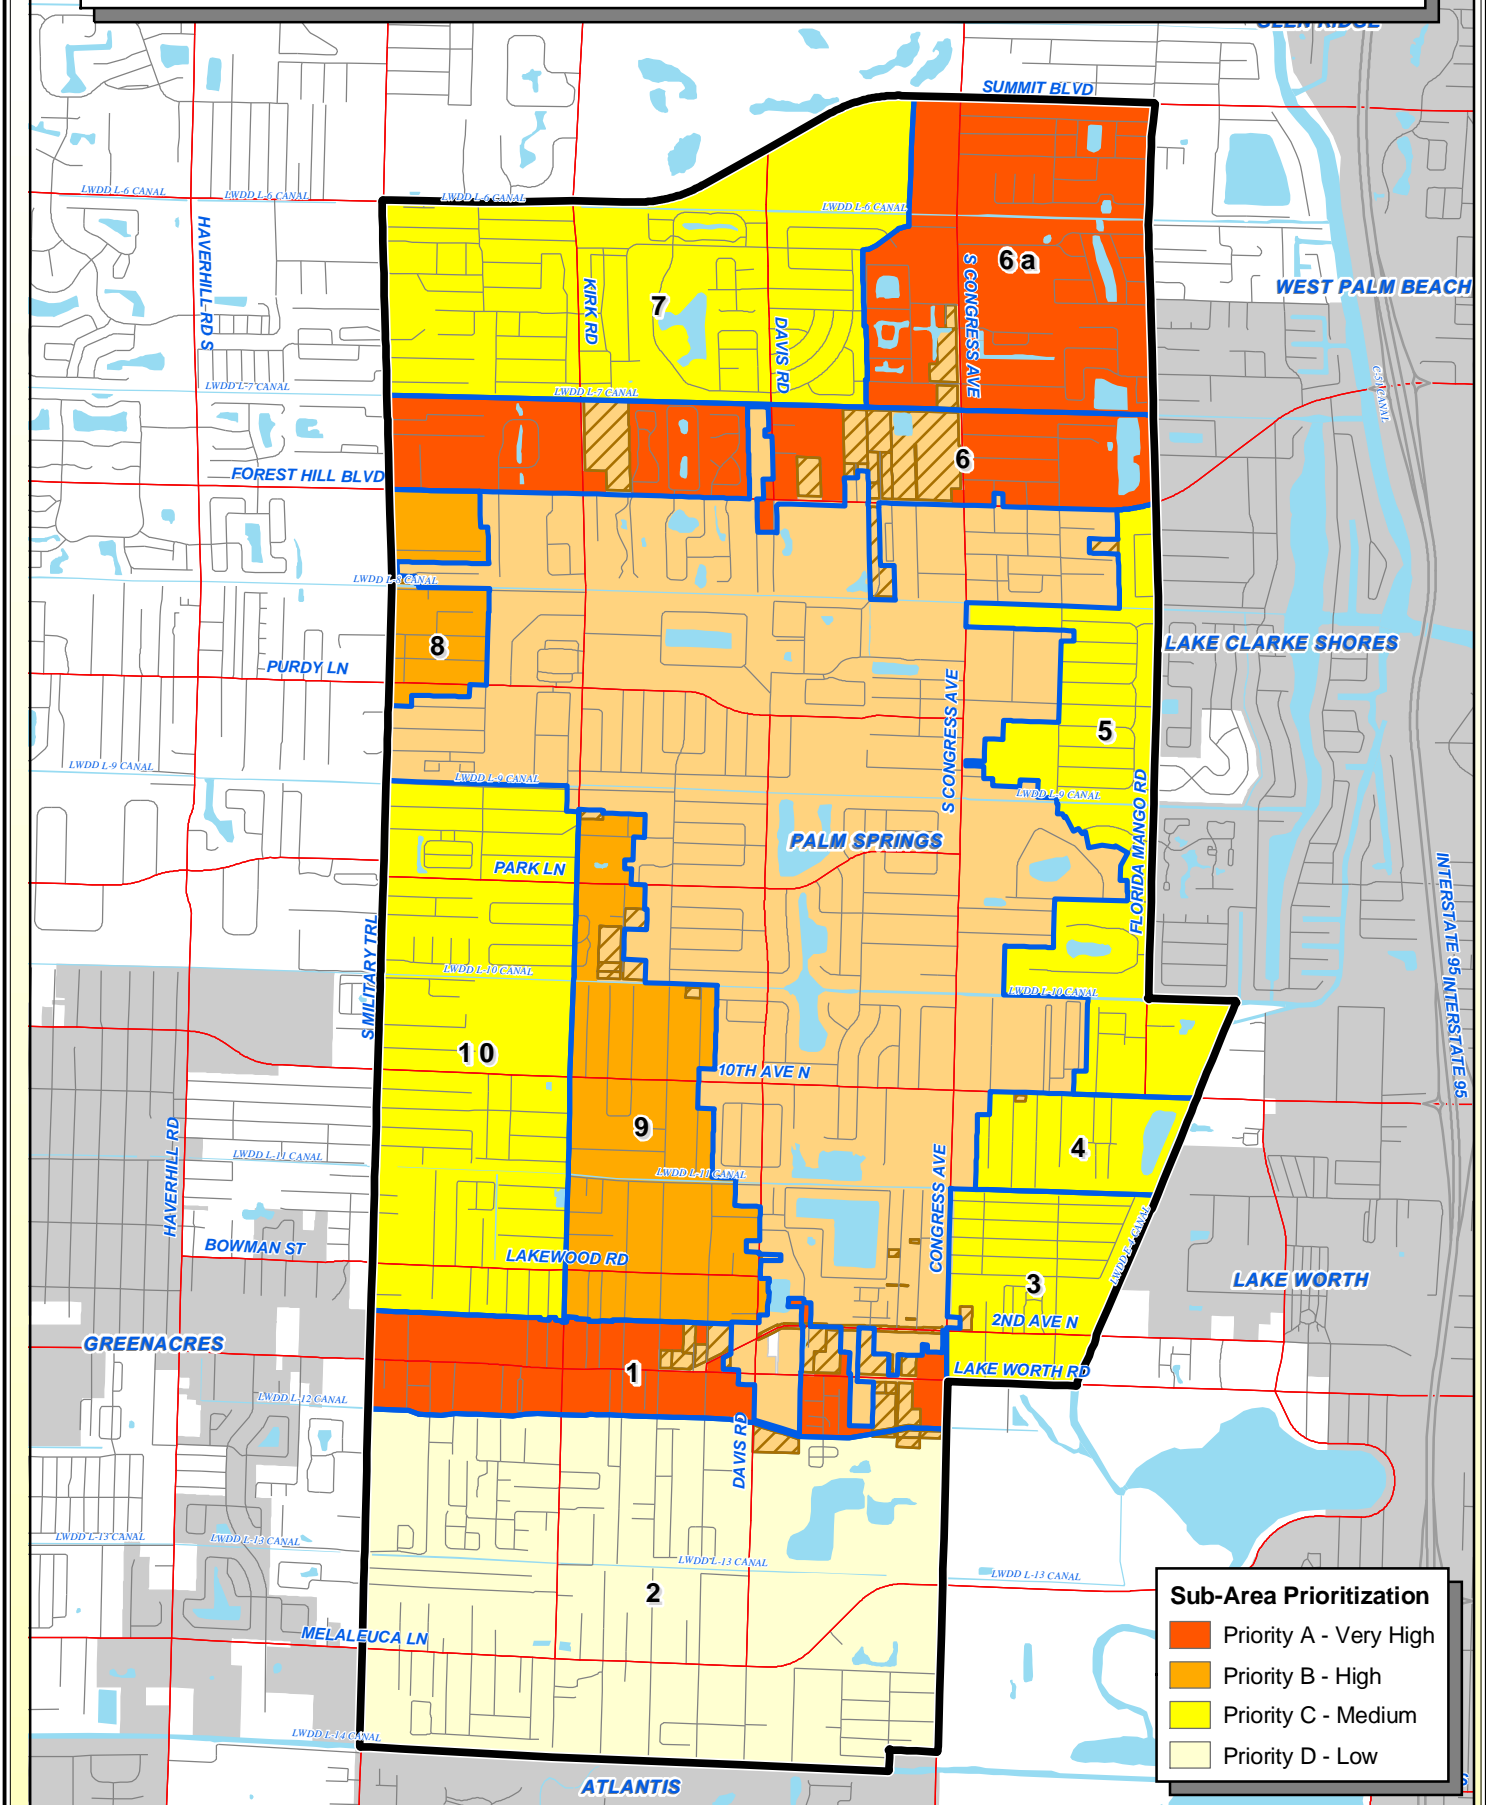 GLEN RIDGE
SUMMIT BLVD
LWDD L-6 CANAL
LWDD L-6 CANAL
LWDD L-6 CANAL
LWDD L-6 CANAL
HAVERHILL RD S
6a
S CONGRESS AVE
WEST PALM BEACH
KIRK RD
7
DAVIS RD
LWDD L-7 CANAL
LWDD L-7 CANAL
C-51 CANAL
FOREST HILL BLVD
6
LWDD L-8 CANAL
8
PURDY LN
LAKE CLARKE SHORES
S CONGRESS AVE
5
LWDD L-9 CANAL
LWDD L-9 CANAL
LWDD L-9 CANAL
FLORIDA MANGO RD
PALM SPRINGS
PARK LN
INTERSTATE 95
INTERSTATE 95
S MILITARY TRL
LWDD L-10 CANAL
LWDD L-10 CANAL
10
10TH AVE N
9
4
HAVERHILL RD
LWDD L-11 CANAL
LWDD L-11 CANAL
CONGRESS AVE
LWDD E-4 CANAL
BOWMAN ST
LAKEWOOD RD
3
LAKE WORTH
2ND AVE N
GREENACRES
1
LAKE WORTH RD
LWDD L-12 CANAL
DAVIS RD
LWDD L-13 CANAL
LWDD L-13 CANAL
LWDD L-13 CANAL
LWDD L-13 CANAL
2
MELALEUCA LN
LWDD L-14 CANAL
ATLANTIS
Sub-Area Prioritization
Priority A - Very High
Priority B - High
Priority C - Medium
Priority D - Low